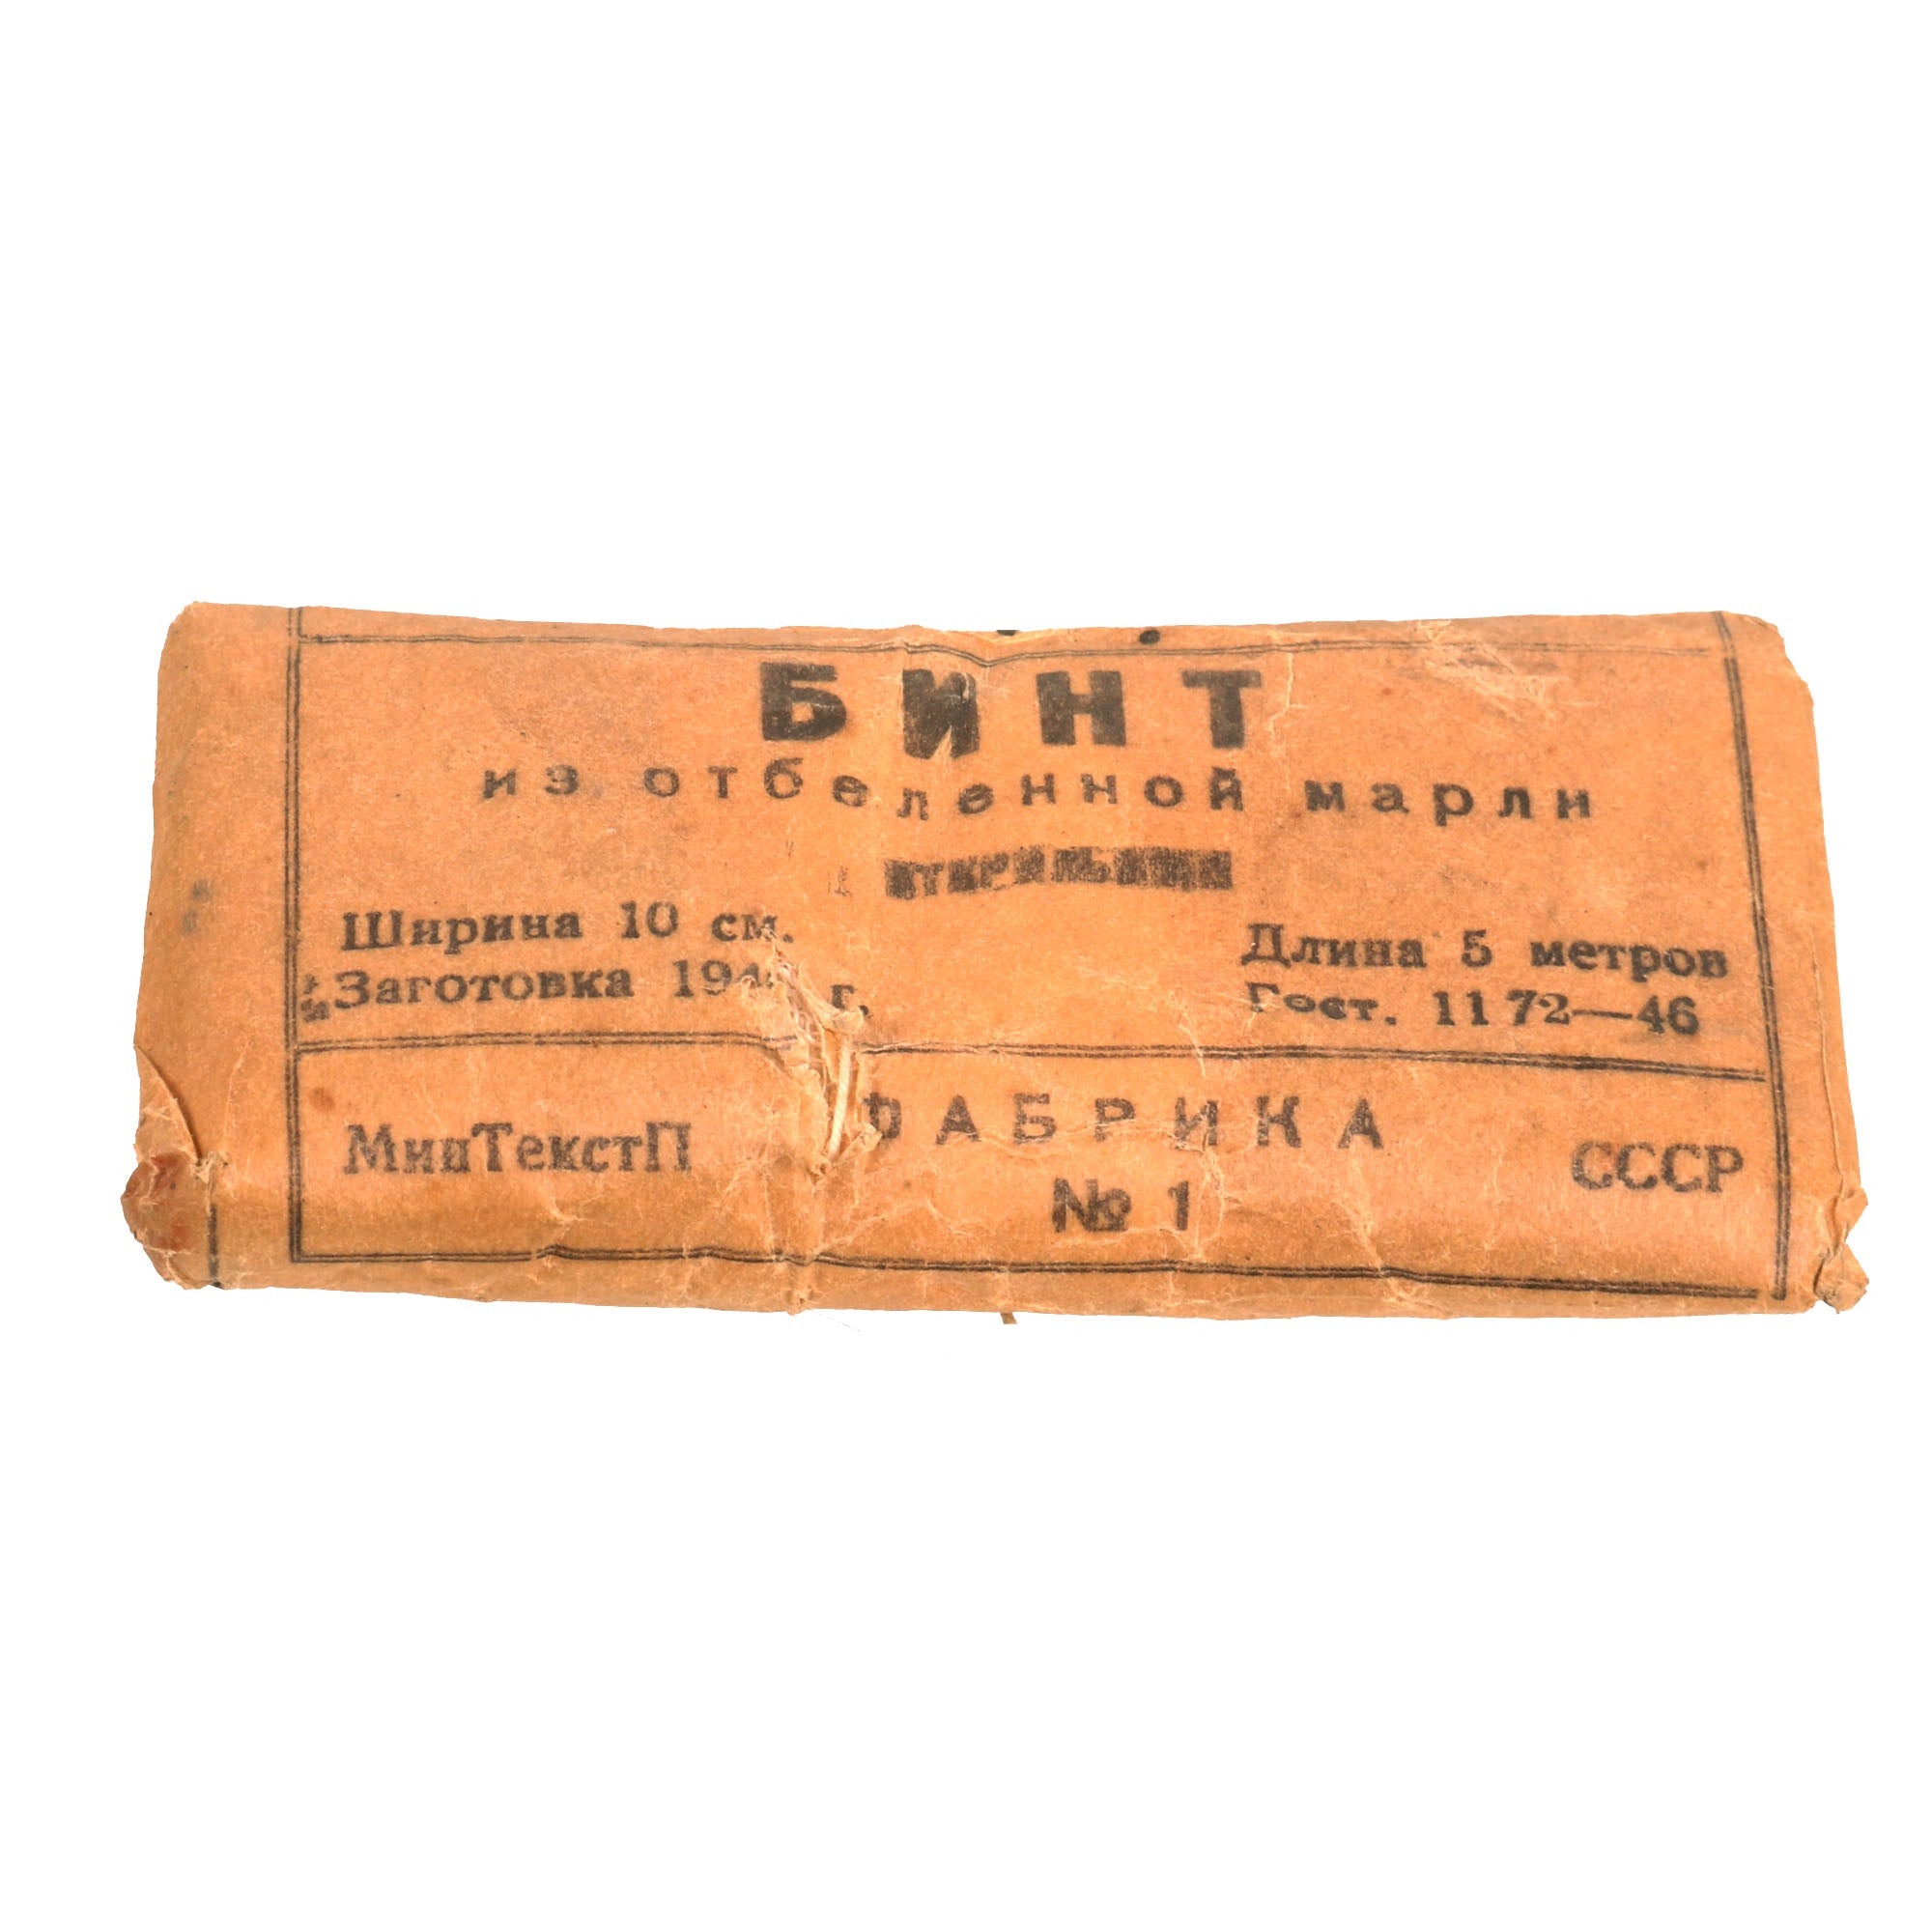 БИНТ
из отбеленной марли
Ширина 10 см.
Длина 5 метров
Заготовка г.
Гост. 1172—46
МинТекстП
ФАБРИКА
№ 1
СССР